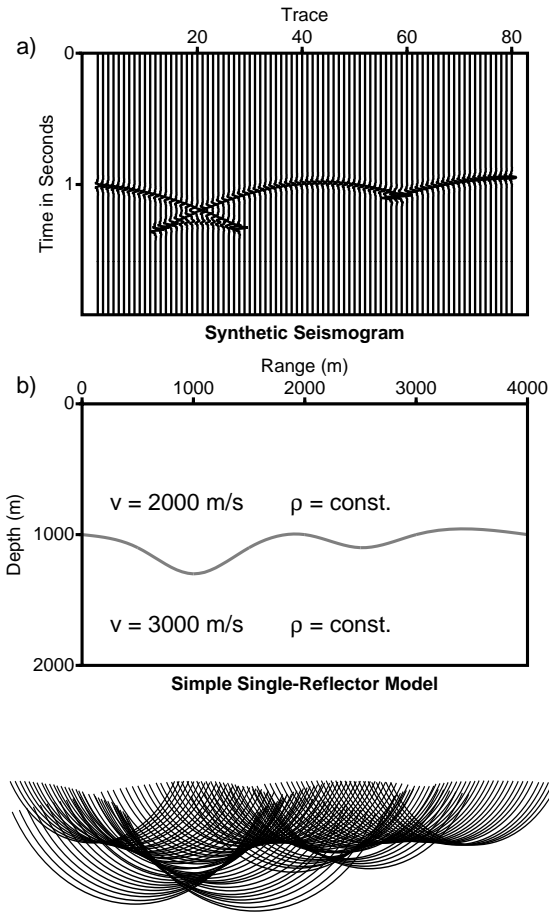 Trace
a)
0 20 40 60 80
Time in Seconds
1
Synthetic Seismogram
Range (m)
b)
0 1000 2000 3000 4000
0
Depth (m)
v = 2000 m/s ρ = const.
1000
v = 3000 m/s ρ = const.
2000
Simple Single-Reflector Model